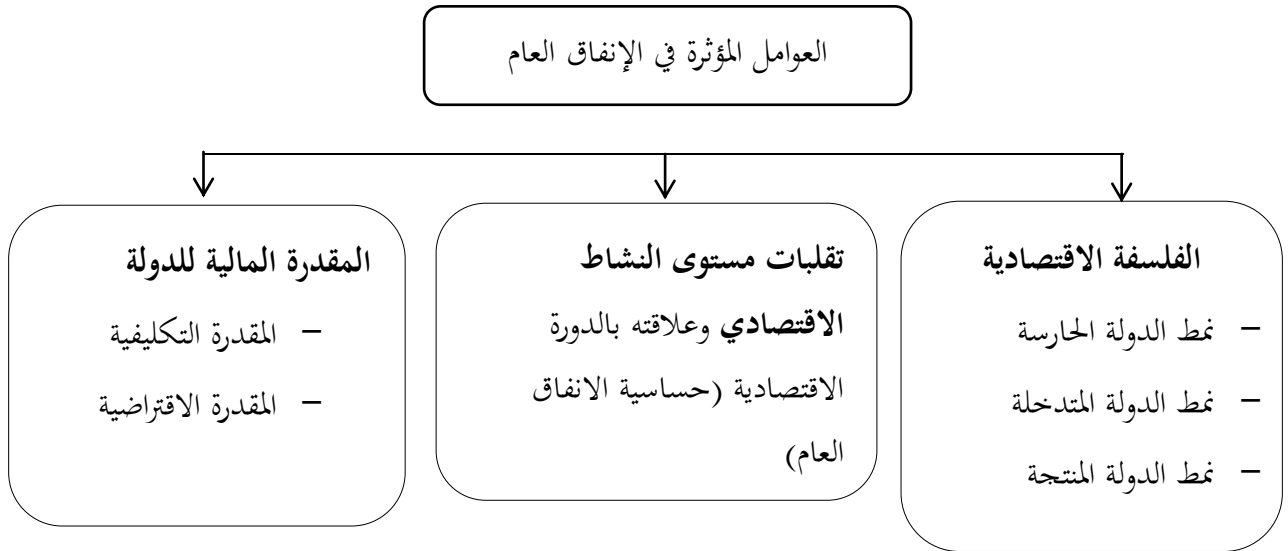 العوامل المؤثرة في الإنفاق العام
الفلسفة الاقتصادية
– نمط الدولة الحارسة
– نمط الدولة المتدخلة
– نمط الدولة المنتجة
تقلبات مستوى النشاط
الاقتصادي وعلاقته بالدورة
الاقتصادية (حساسية الانفاق
العام)
المقدرة المالية للدولة
– المقدرة التكليفية
– المقدرة الاقتراضية